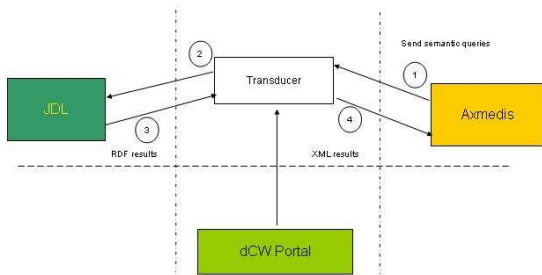 Send semantic queries
2
1
Transducer
JDL
Axmedis
3
4
RDF results
XML results
dCW Portal